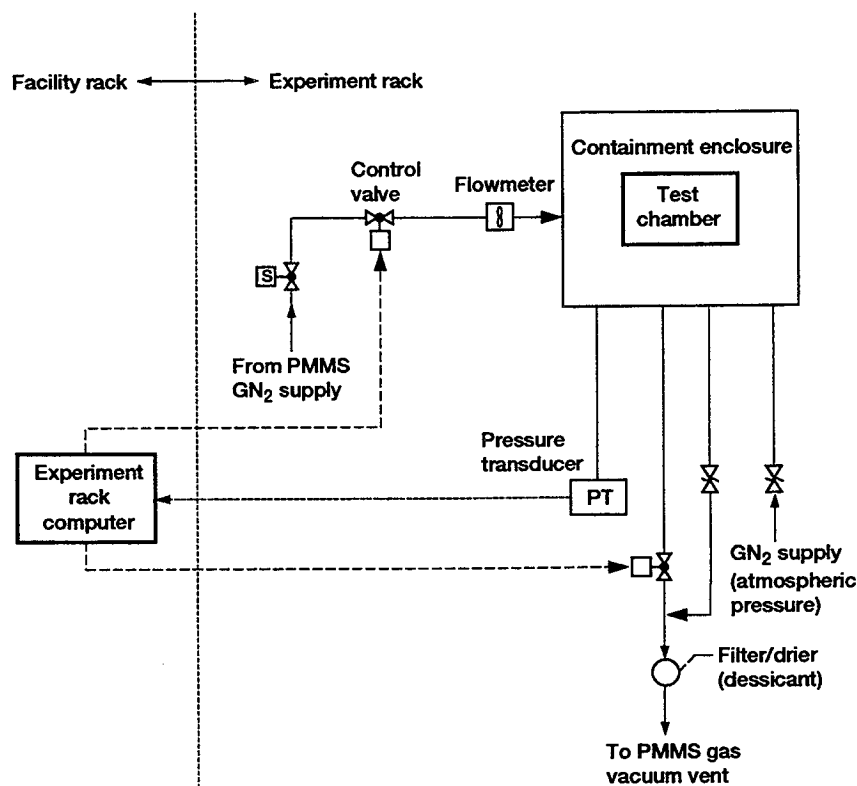 Facility rack
Experiment rack
Containment enclosure
Test
chamber
Control
valve
Flowmeter
S
From PMMS
GN2 supply
Pressure
transducer
Experiment
rack
computer
PT
GN2 supply
(atmospheric
pressure)
Filter/drier
(dessicant)
To PMMS gas
vacuum vent